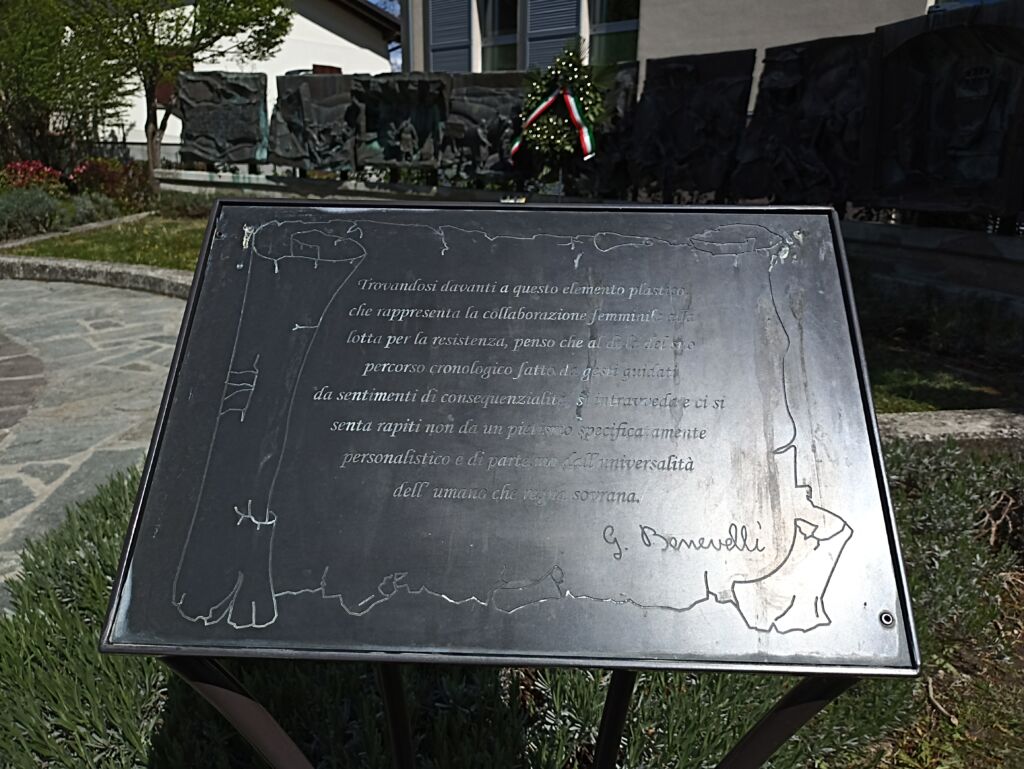 Trovandosi davanti a questo elemento plastico,
che rappresenta la collaborazione femminile alla
lotta per la resistenza, penso che al di là del suo
percorso cronologico fatto da gesti guidati
da sentimenti di consequenzialità, si intravveda e ci si
senta rapiti non da un pietismo specificatamente
personalistico e di parte, ma dall'universalità
dell' umano che regna sovrana.
G. Benevelli